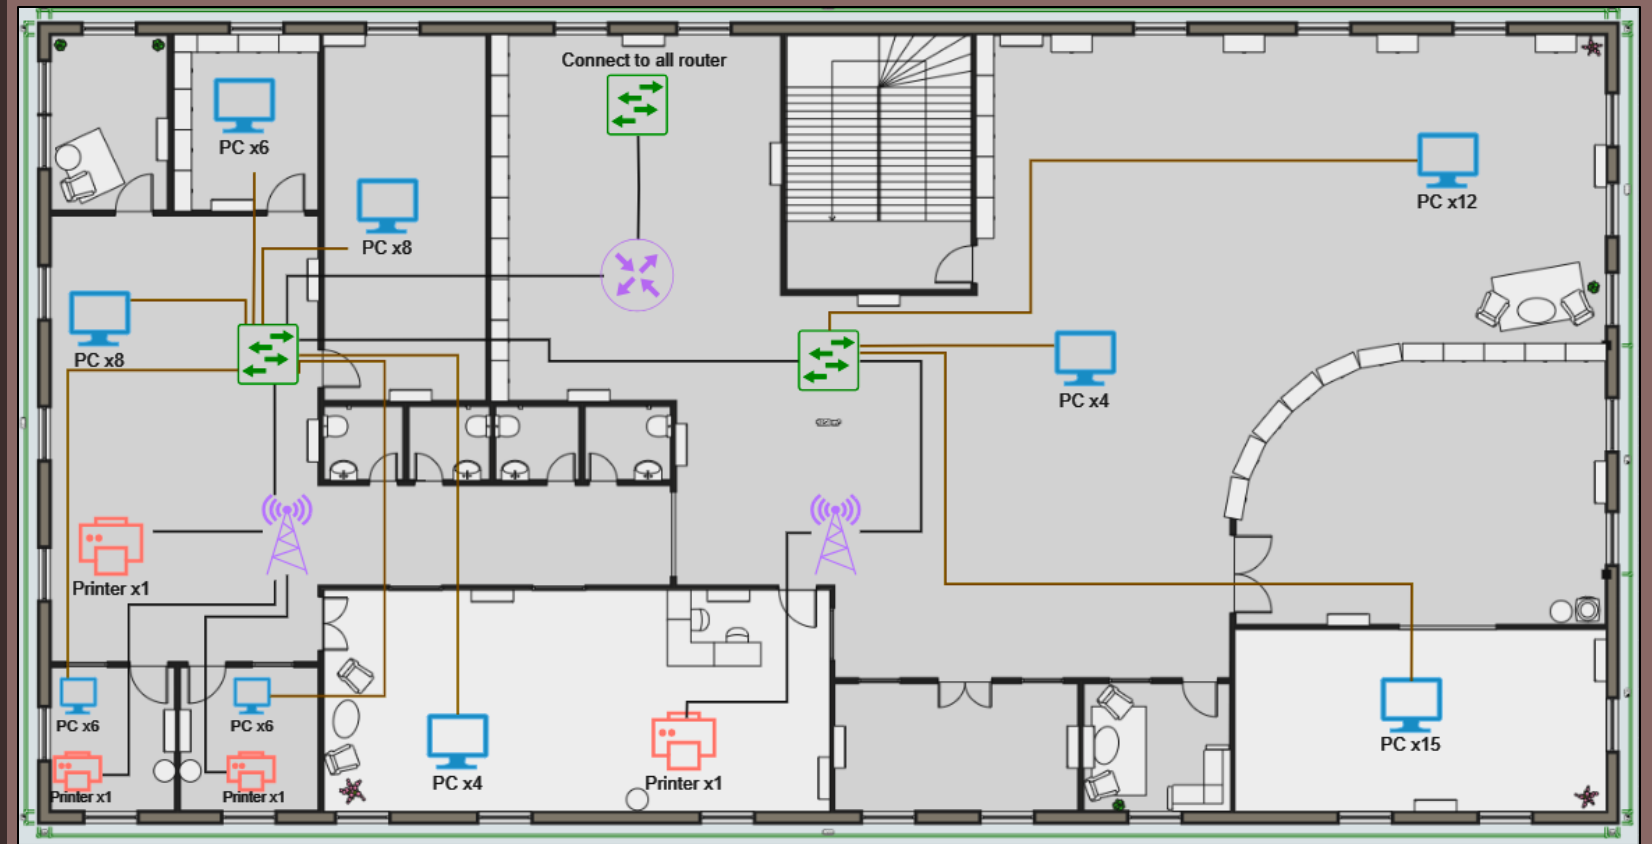 Connect to all router
PC x6
PC x12
PC x8
PC x8
PC x4
Printer x1
PC x6
PC x6
PC x4
Printer x1
PC x15
Printer x1
Printer x1